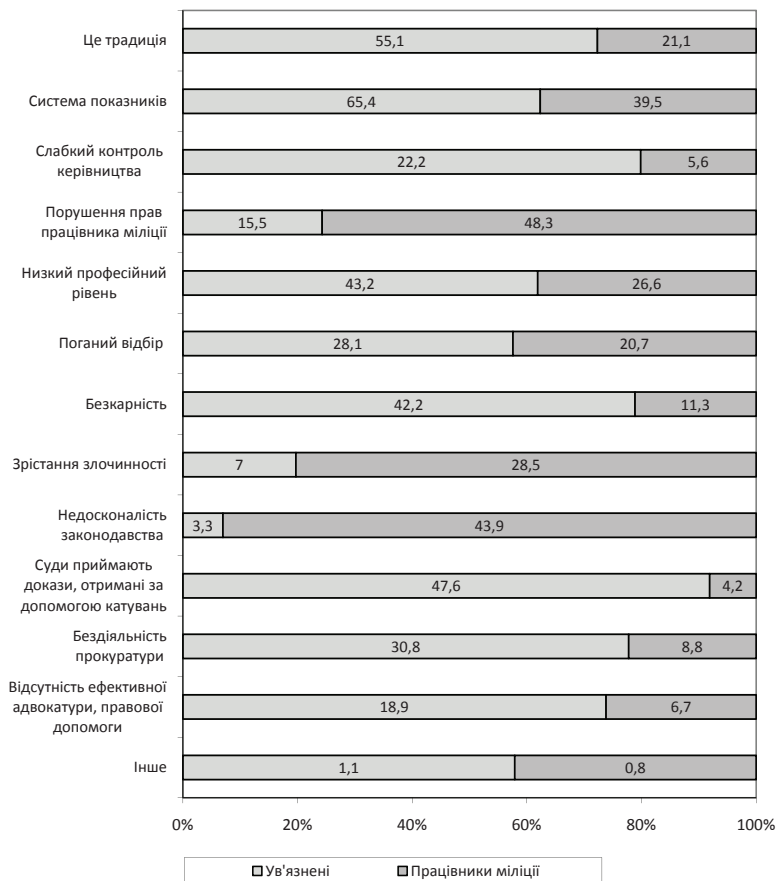 Це традиція
55,1
21,1
Система показників
65,4
39,5
Слабкий контроль
керівництва
22,2
5,6
Порушення прав
працівника міліції
15,5
48,3
Низкий професійний
рівень
43,2
26,6
Поганий відбір
28,1
20,7
Безкарність
42,2
11,3
Зрістання злочинності
7
28,5
Недосконалість
законодавства
3,3
43,9
Суди приймають
докази, отримані за
допомогою катувань
47,6
4,2
Бездіяльність
прокуратури
30,8
8,8
Відсутність ефективної
адвокатури, правової
допомоги
18,9
6,7
Інше
1,1
0,8
0% 20% 40% 60% 80% 100%
Ув'язнені Працівники міліції